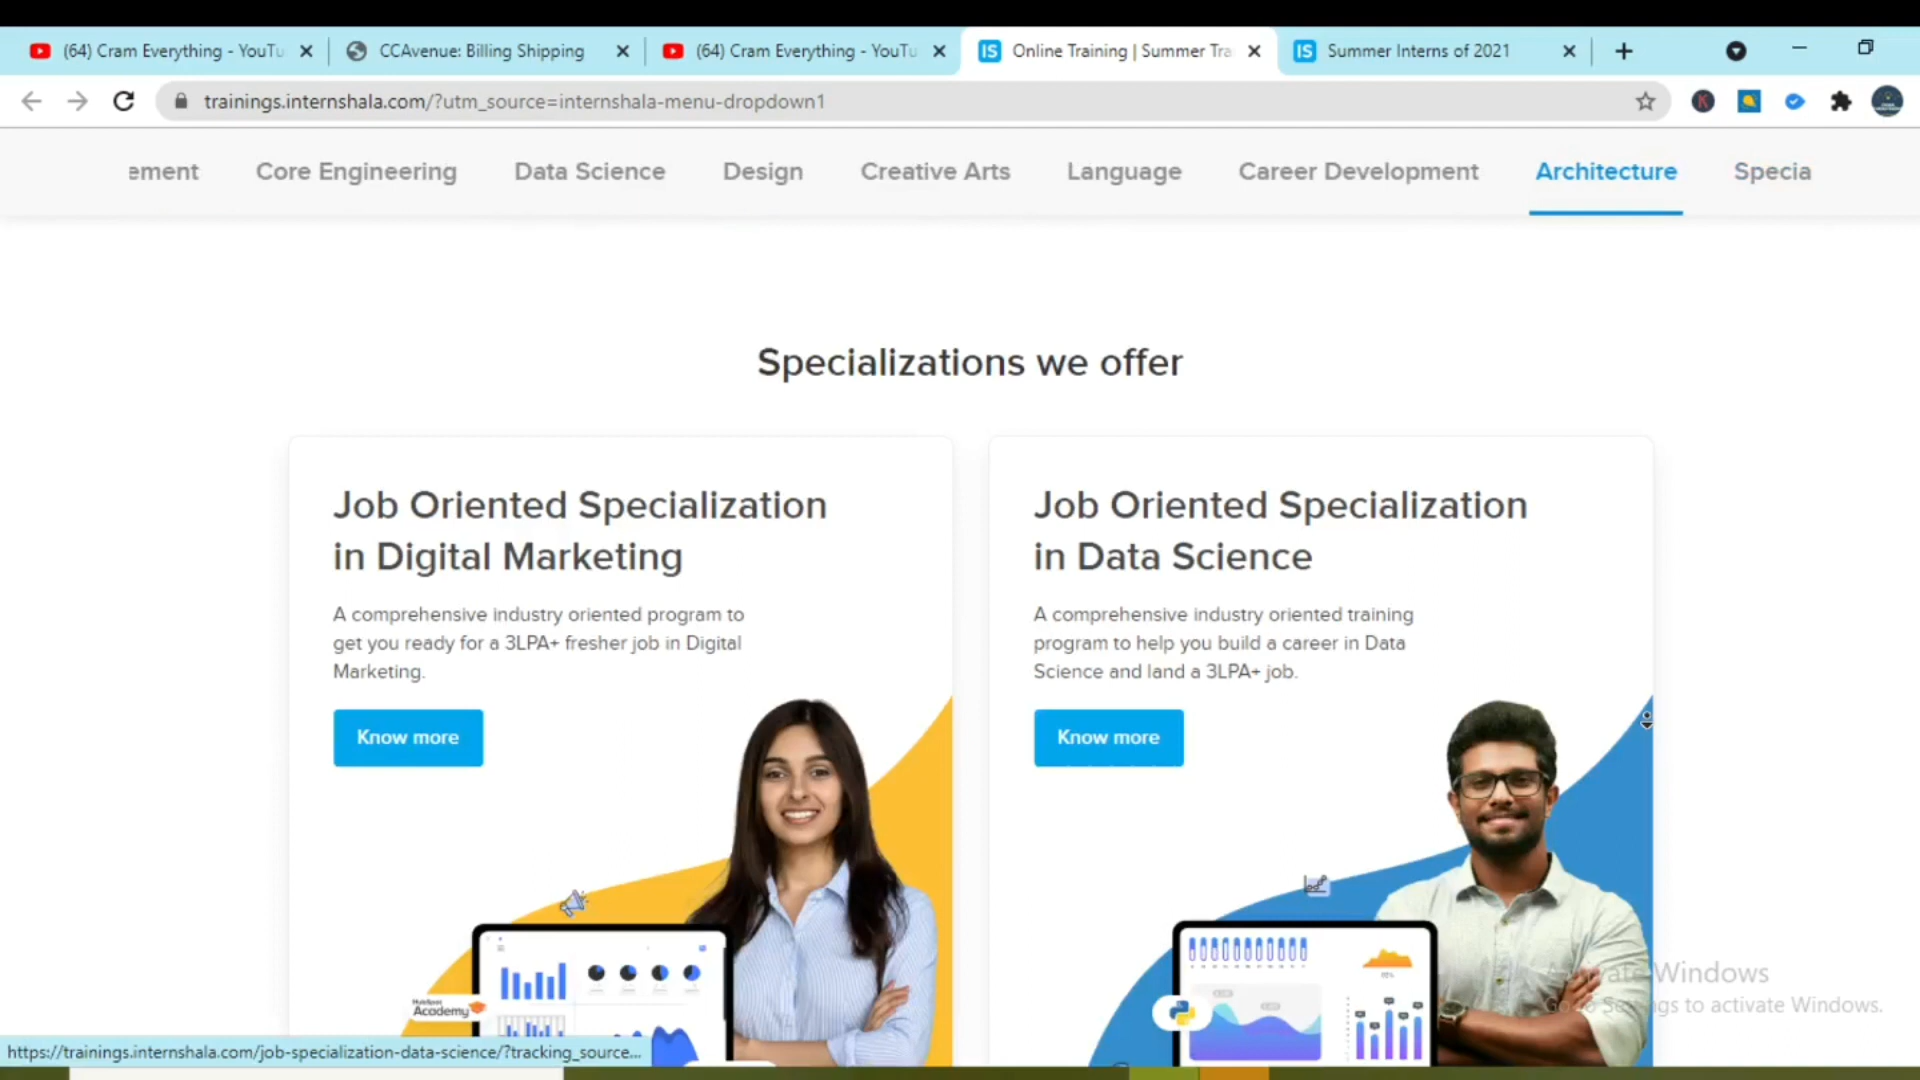 (64) Cram Everything - YouTu
CCAvenue: Billing Shipping
(64) Cram Everything - YouTu
Online Training | Summer Tra
Summer Interns of 2021
trainings.internshala.com/?utm_source=internshala-menu-dropdown1
ement
Core Engineering
Data Science
Design
Creative Arts
Language
Career Development
Architecture
Specia
Specializations we offer
Job Oriented Specialization
in Digital Marketing
A comprehensive industry oriented program to
get you ready for a 3LPA+ fresher job in Digital
Marketing.
Know more
Job Oriented Specialization
in Data Science
A comprehensive industry oriented training
program to help you build a career in Data
Science and land a 3LPA+ job.
Know more
Academy
Activate Windows
Go to Settings to activate Windows.
https://trainings.internshala.com/job-specialization-data-science/?tracking_source...